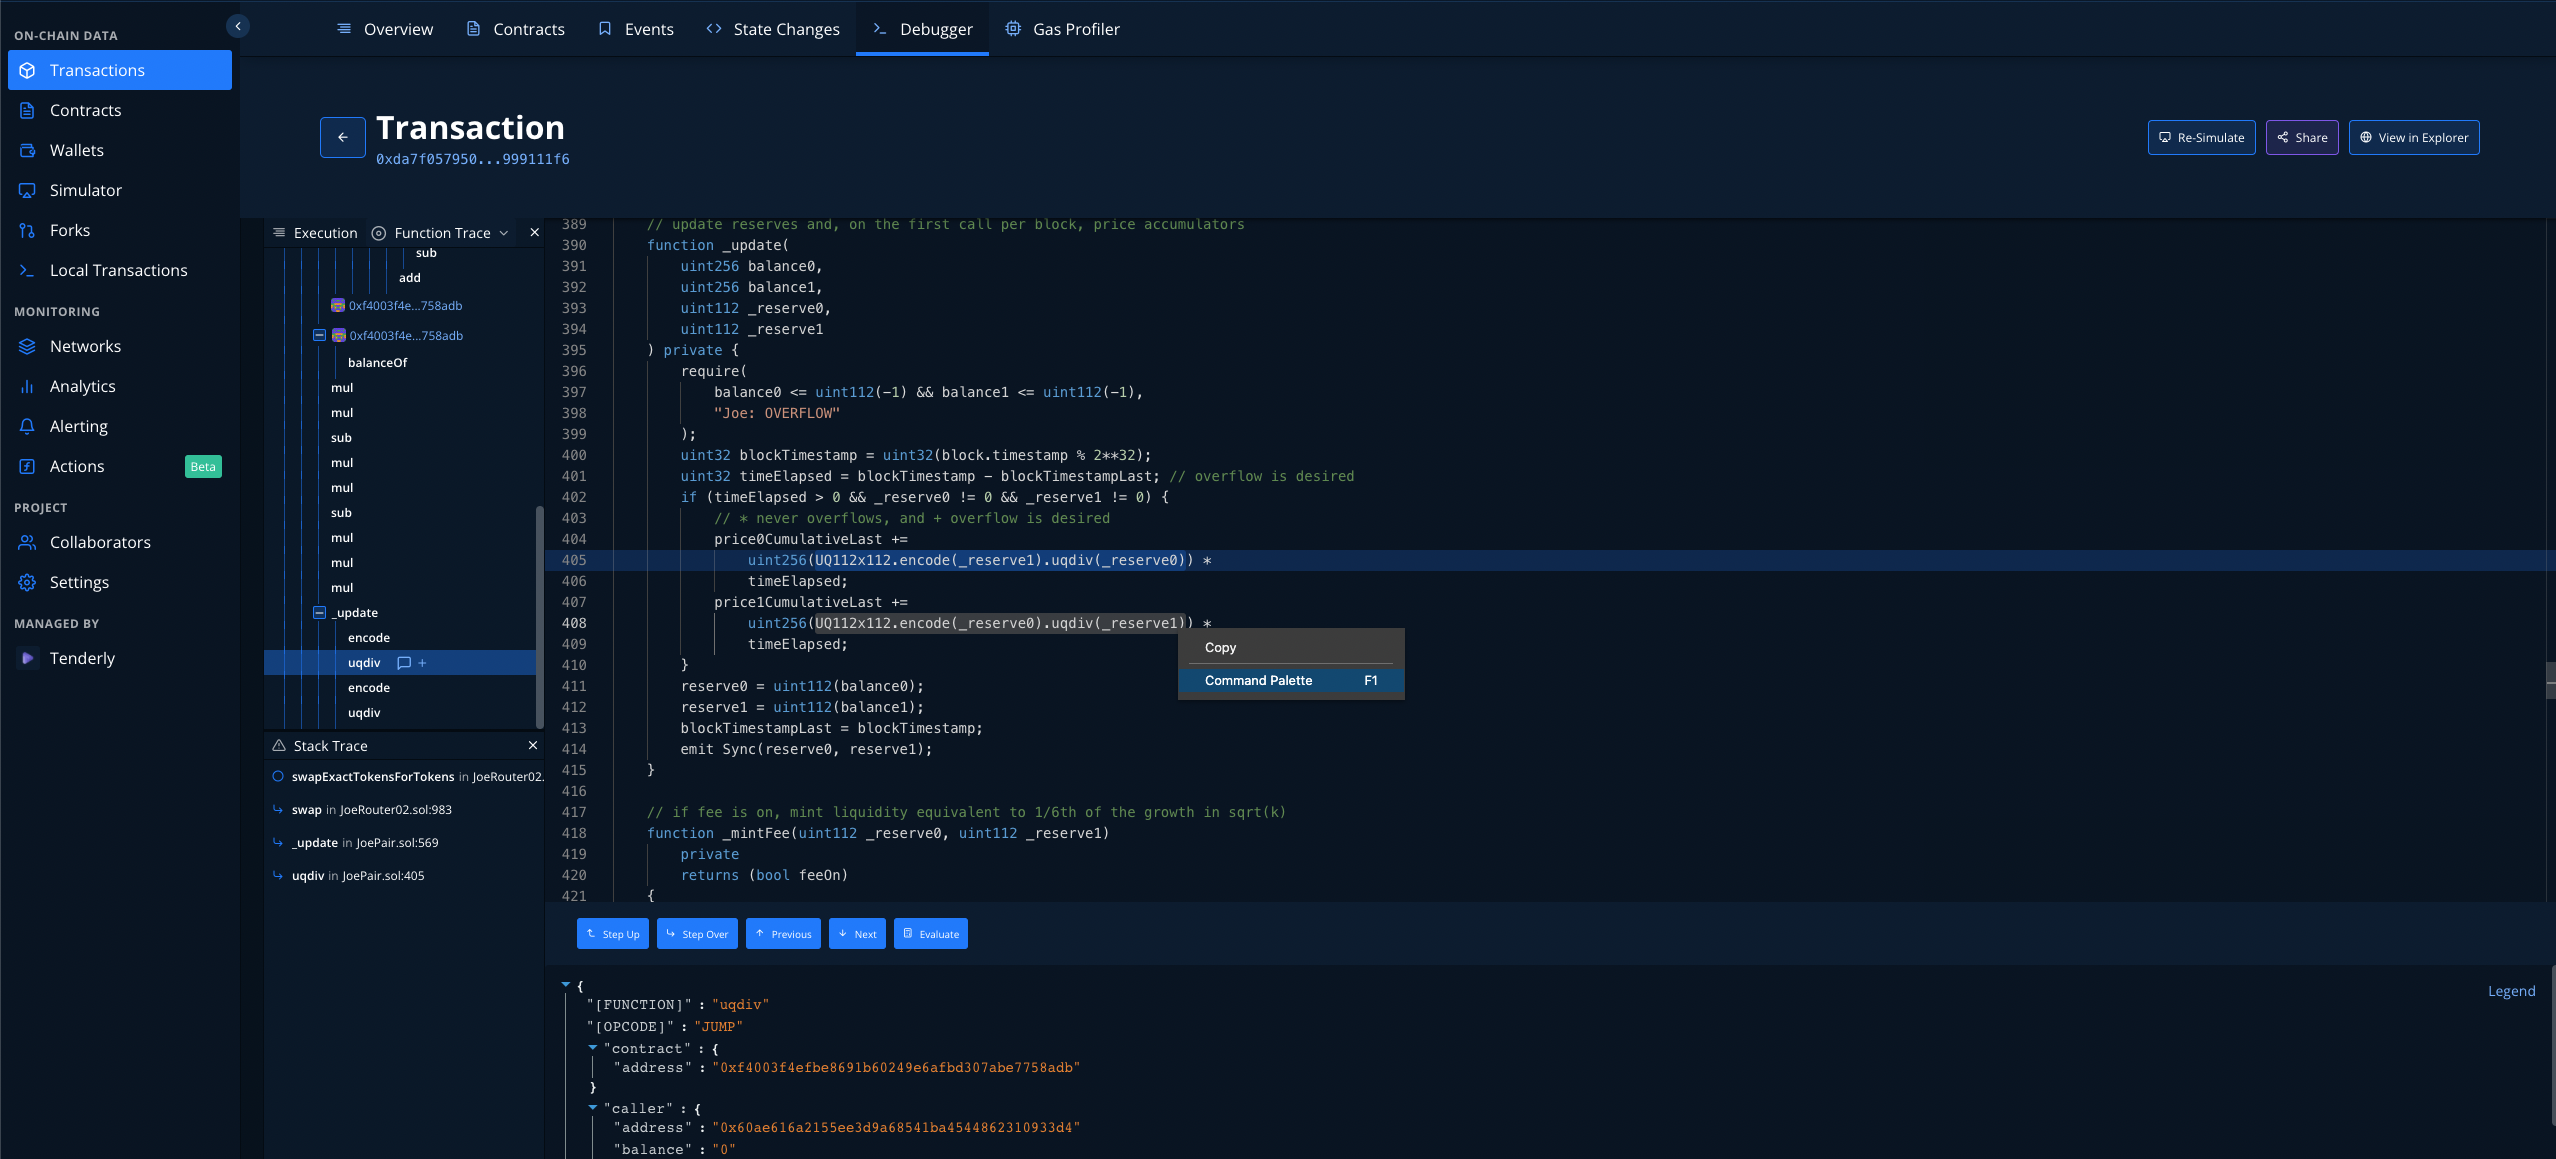 ON-CHAIN DATA
Transactions
Contracts
Wallets
Simulator
Forks
Local Transactions
MONITORING
Networks
Analytics
Alerting
Actions
Beta
PROJECT
Collaborators
Settings
MANAGED BY
Tenderly
Overview
Contracts
Events
State Changes
Debugger
Gas Profiler
Transaction
0xda7f057950...999111f6
Re-Simulate
Share
View in Explorer
Execution
Function Trace
sub
add
0xf4003f4e...758adb
0xf4003f4e...758adb
balanceOf
mul
mul
sub
mul
mul
sub
mul
mul
mul
_update
encode
uqdiv
encode
uqdiv
Stack Trace
swapExactTokensForTokens in JoeRouter02.
swap in JoeRouter02.sol:983
_update in JoePair.sol:569
uqdiv in JoePair.sol:405
389 // update reserves and, on the first call per block, price accumulators
390 function _update(
391 uint256 balance0,
392 uint256 balance1,
393 uint112 _reserve0,
394 uint112 _reserve1
395 ) private {
396 require(
397 balance0 <= uint112(-1) && balance1 <= uint112(-1),
398 "Joe: OVERFLOW"
399 );
400 uint32 blockTimestamp = uint32(block.timestamp % 2**32);
401 uint32 timeElapsed = blockTimestamp - blockTimestampLast; // overflow is desired
402 if (timeElapsed > 0 && _reserve0 != 0 && _reserve1 != 0) {
403 // * never overflows, and + overflow is desired
404 price0CumulativeLast +=
405 uint256(UQ112x112.encode(_reserve1).uqdiv(_reserve0)) *
406 timeElapsed;
407 price1CumulativeLast +=
408 uint256(UQ112x112.encode(_reserve0).uqdiv(_reserve1)) *
409 timeElapsed;
410 }
411 reserve0 = uint112(balance0);
412 reserve1 = uint112(balance1);
413 blockTimestampLast = blockTimestamp;
414 emit Sync(reserve0, reserve1);
415 }
416
417 // if fee is on, mint liquidity equivalent to 1/6th of the growth in sqrt(k)
418 function _mintFee(uint112 _reserve0, uint112 _reserve1)
419 private
420 returns (bool feeOn)
421 {
Copy
Command Palette F1
Step Up
Step Over
Previous
Next
Evaluate
Legend
{
"[FUNCTION]" : "uqdiv"
"[OPCODE]" : "JUMP"
"contract" : {
"address" : "0xf4003f4efbe8691b60249e6afbd307abe7758adb"
}
"caller" : {
"address" : "0x60ae616a2155ee3d9a68541ba4544862310933d4"
"balance" : "0"